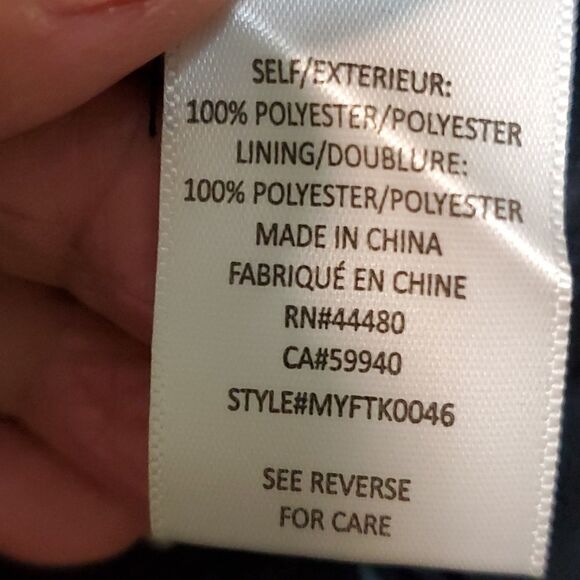 SELF/EXTERIEUR:
100% POLYESTER/POLYESTER
LINING/DOUBLURE:
100% POLYESTER/POLYESTER
MADE IN CHINA
FABRIQUÉ EN CHINE
RN#44480
CA#59940
STYLE#MYFTK0046
SEE REVERSE
FOR CARE